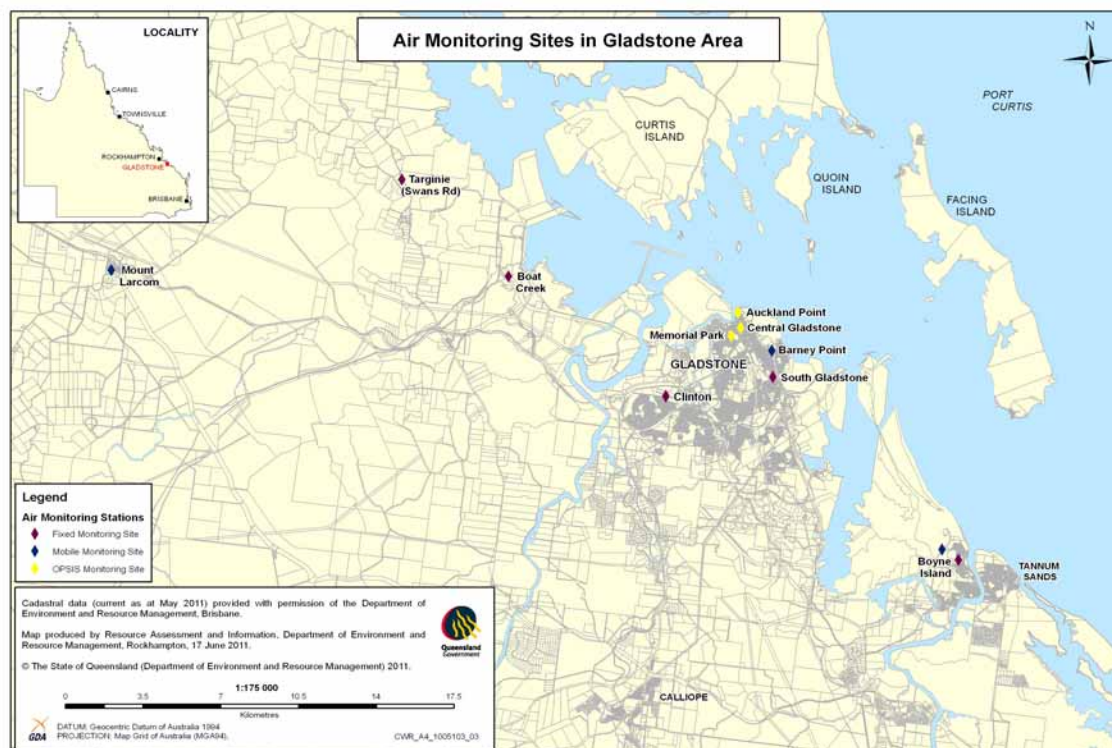 Air Monitoring Sites in Gladstone Area
LOCALITY
CAIRNS
TOWNSVILLE
ROCKHAMPTON
GLADSTONE
BRISBANE
N
PORT
CURTIS
CURTIS
ISLAND
QUOIN
ISLAND
FACING
ISLAND
Targinie
(Swans Rd)
Mount
Larcom
Boat
Creek
Auckland Point
Central Gladstone
Memorial Park
Barney Point
GLADSTONE
South Gladstone
Clinton
Boyne
Island
TANNUM
SANDS
CALLIOPE
Legend
Air Monitoring Stations
Fixed Monitoring Site
Mobile Monitoring Site
OPSIS Monitoring Site
Cadastral data (current as at May 2011) provided with permission of the Department of
Environment and Resource Management, Brisbane.
Map produced by Resource Assessment and Information, Department of Environment and
Resource Management, Rockhampton, 17 June 2011.
© The State of Queensland (Department of Environment and Resource Management) 2011.
Queensland
Government
1:175 000
0 3.5 7 10.5 14 17.5
Kilometres
GDA
DATUM: Geocentric Datum of Australia 1994
PROJECTION: Map Grid of Australia (MGA94).
CWR_A4_1005103_03